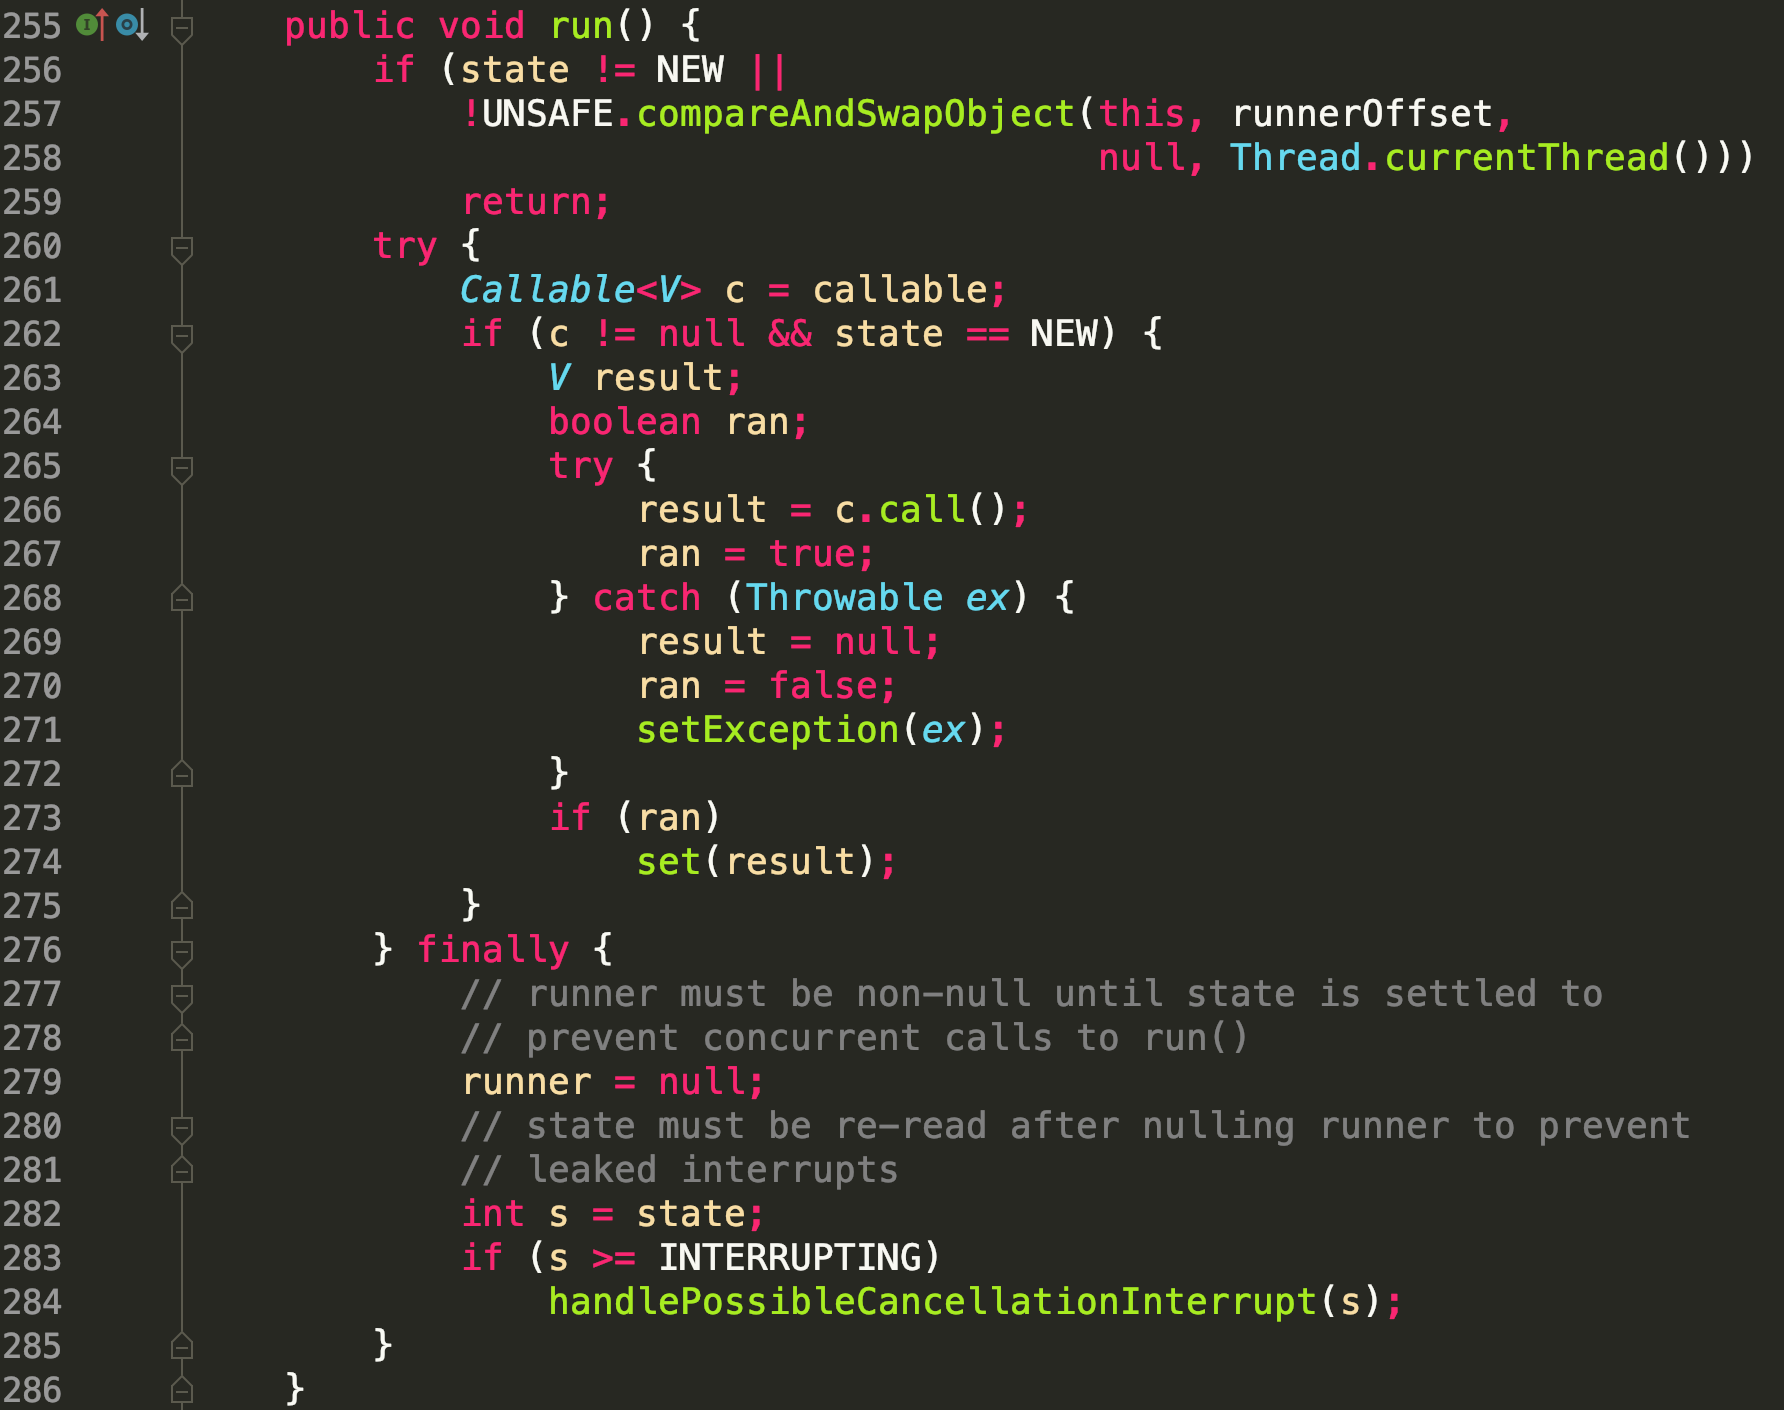 255 public void run() {
256 if (state != NEW ||
257 !UNSAFE.compareAndSwapObject(this, runnerOffset,
258 null, Thread.currentThread()))
259 return;
260 try {
261 Callable<V> c = callable;
262 if (c != null && state == NEW) {
263 V result;
264 boolean ran;
265 try {
266 result = c.call();
267 ran = true;
268 } catch (Throwable ex) {
269 result = null;
270 ran = false;
271 setException(ex);
272 }
273 if (ran)
274 set(result);
275 }
276 } finally {
277 // runner must be non-null until state is settled to
278 // prevent concurrent calls to run()
279 runner = null;
280 // state must be re-read after nulling runner to prevent
281 // leaked interrupts
282 int s = state;
283 if (s >= INTERRUPTING)
284 handlePossibleCancellationInterrupt(s);
285 }
286 }